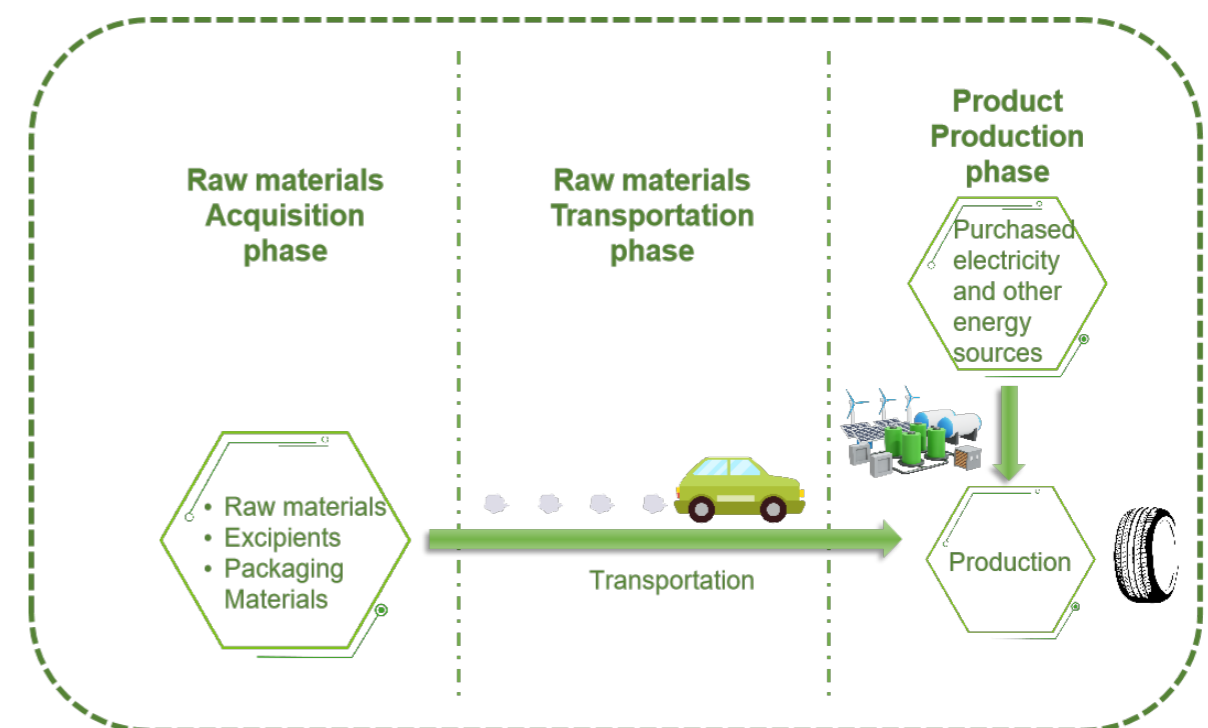 Raw materials
Acquisition
phase
• Raw materials
• Excipients
• Packaging
Materials
Raw materials
Transportation
phase
Transportation
Product
Production
phase
Purchased
electricity
and other
energy
sources
Production